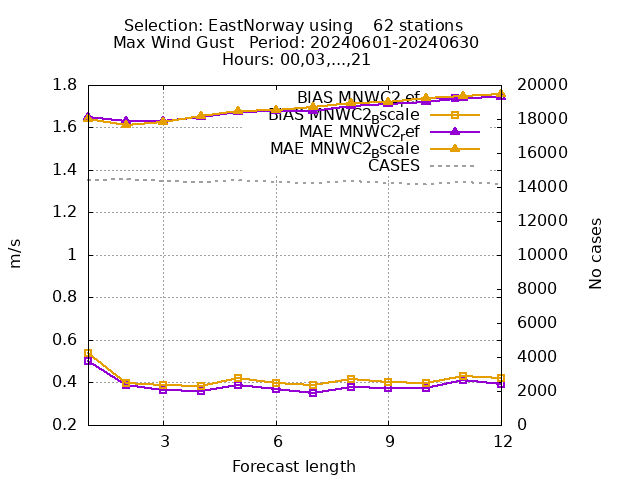 Selection: EastNorway using    62 stations
Max Wind Gust   Period: 20240601-20240630
Hours: 00,03,...,21
1.8
1.6
1.4
1.2
1
0.8
0.6
0.4
0.2
m/s
BIAS MNWC2_ref
BIAS MNWC2_Bscale
MAE MNWC2_ref
MAE MNWC2_Bscale
CASES
20000
18000
16000
14000
12000
10000
8000
6000
4000
2000
0
No cases
3 6 9 12
Forecast length